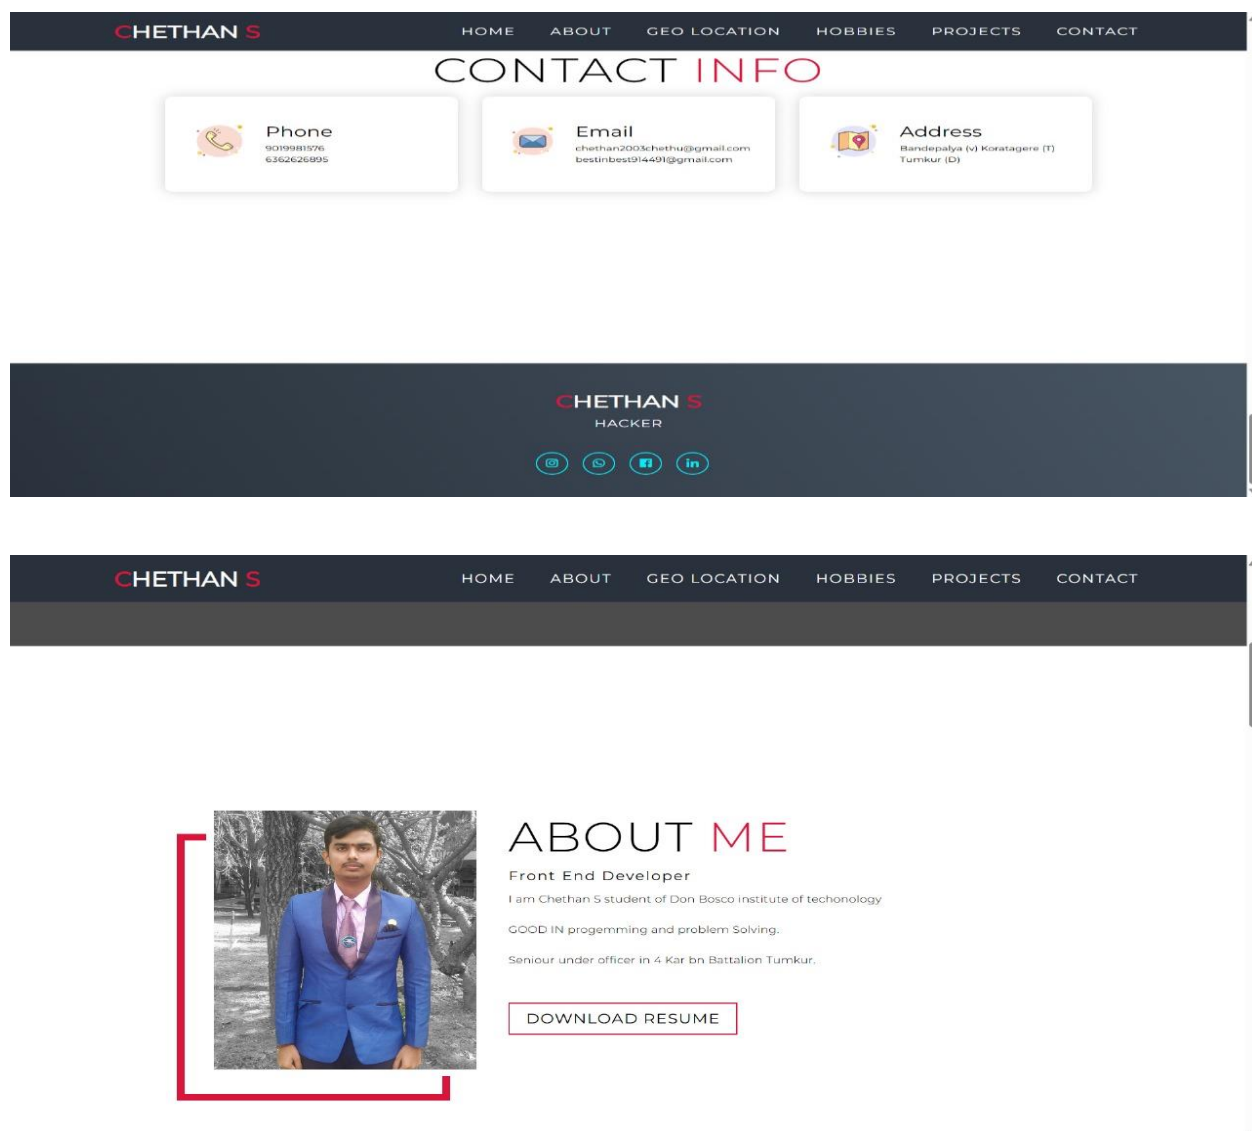 CHETHAN S HOME ABOUT GEO LOCATION HOBBIES PROJECTS CONTACT
CONTACT INFO
Phone
9019981576
6362626895
Email
chethan2003chethu@gmail.com
bestinbest914491@gmail.com
Address
Bandepalya (v) Koratagere (T)
Tumkur (D)
CHETHAN S
HACKER
CHETHAN S HOME ABOUT GEO LOCATION HOBBIES PROJECTS CONTACT
ABOUT ME
Front End Developer
I am Chethan S student of Don Bosco institute of techonology
GOOD IN progemming and problem Solving.
Seniour under officer in 4 Kar bn Battalion Tumkur.
DOWNLOAD RESUME